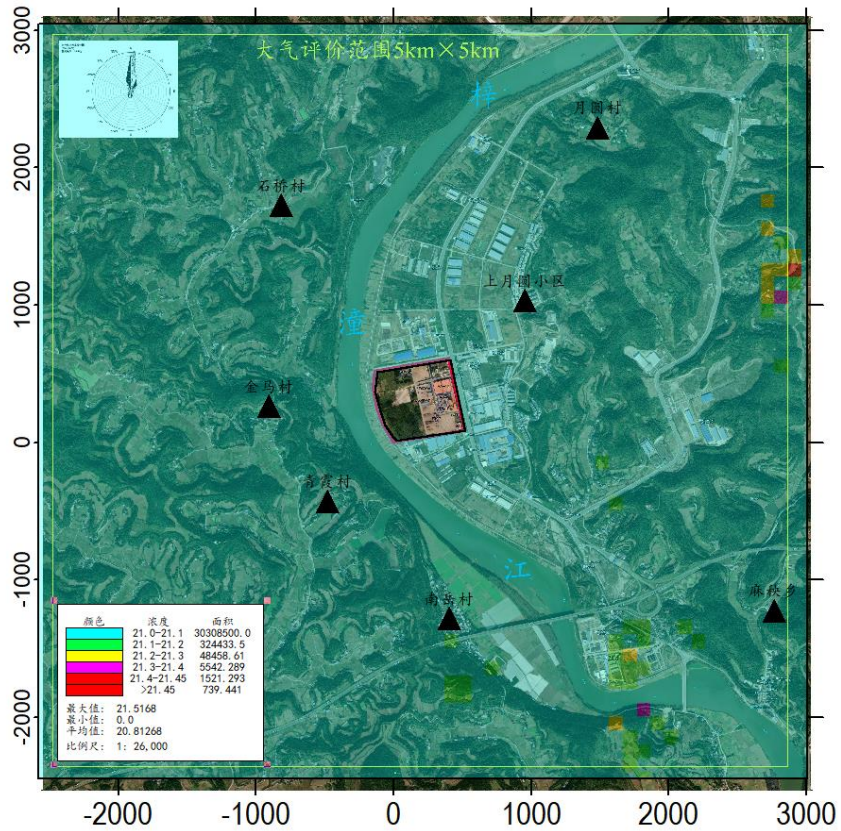 大气评价范围5km×5km
3000
2000
1000
0
-1000
-2000
梓
潼
江
月圆村
石桥村
上月圆小区
金马村
青霞村
南岳村
麻秧乡
颜色 浓度 面积
21.0-21.1 30308500.0
21.1-21.2 324433.5
21.2-21.3 48458.61
21.3-21.4 5542.289
21.4-21.45 1521.293
>21.45 739.441
最大值: 21.5168
最小值: 0.0
平均值: 20.81268
比例尺: 1: 26,000
-2000 -1000 0 1000 2000 3000